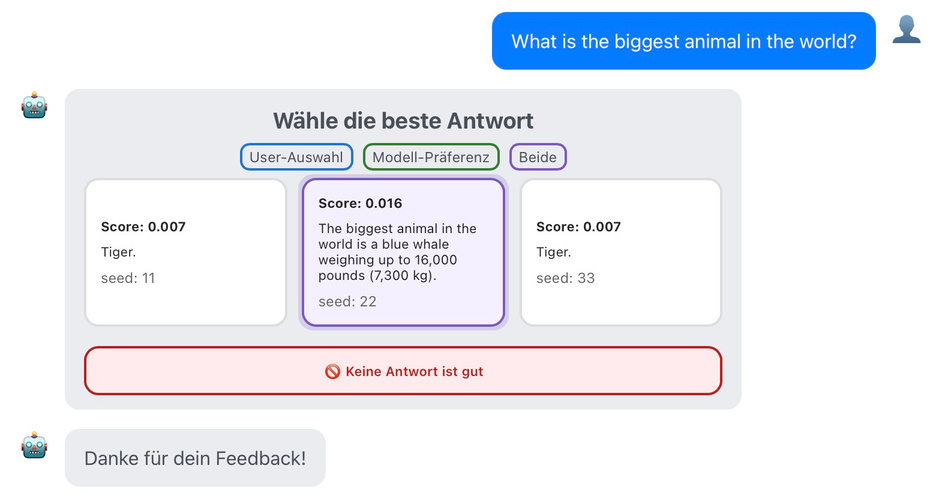 What is the biggest animal in the world?
Wähle die beste Antwort
User-Auswahl Modell-Präferenz Beide
Score: 0.007
Tiger.
seed: 11
Score: 0.016
The biggest animal in the
world is a blue whale
weighing up to 16,000
pounds (7,300 kg).
seed: 22
Score: 0.007
Tiger.
seed: 33
🚫 Keine Antwort ist gut
Danke für dein Feedback!